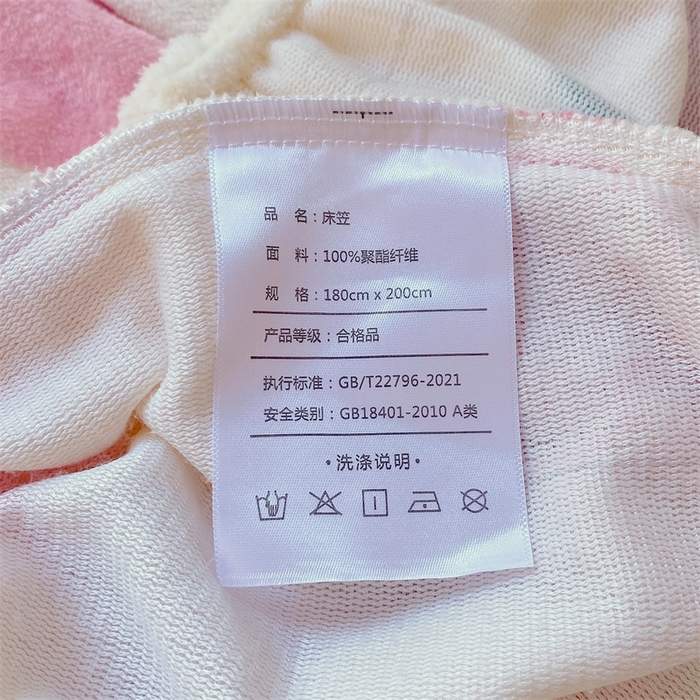 品 名：床笠
面 料：100%聚酯纤维
规 格：180cm x 200cm
产品等级：合格品
执行标准：GB/T22796-2021
安全类别：GB18401-2010 A类
·洗涤说明·